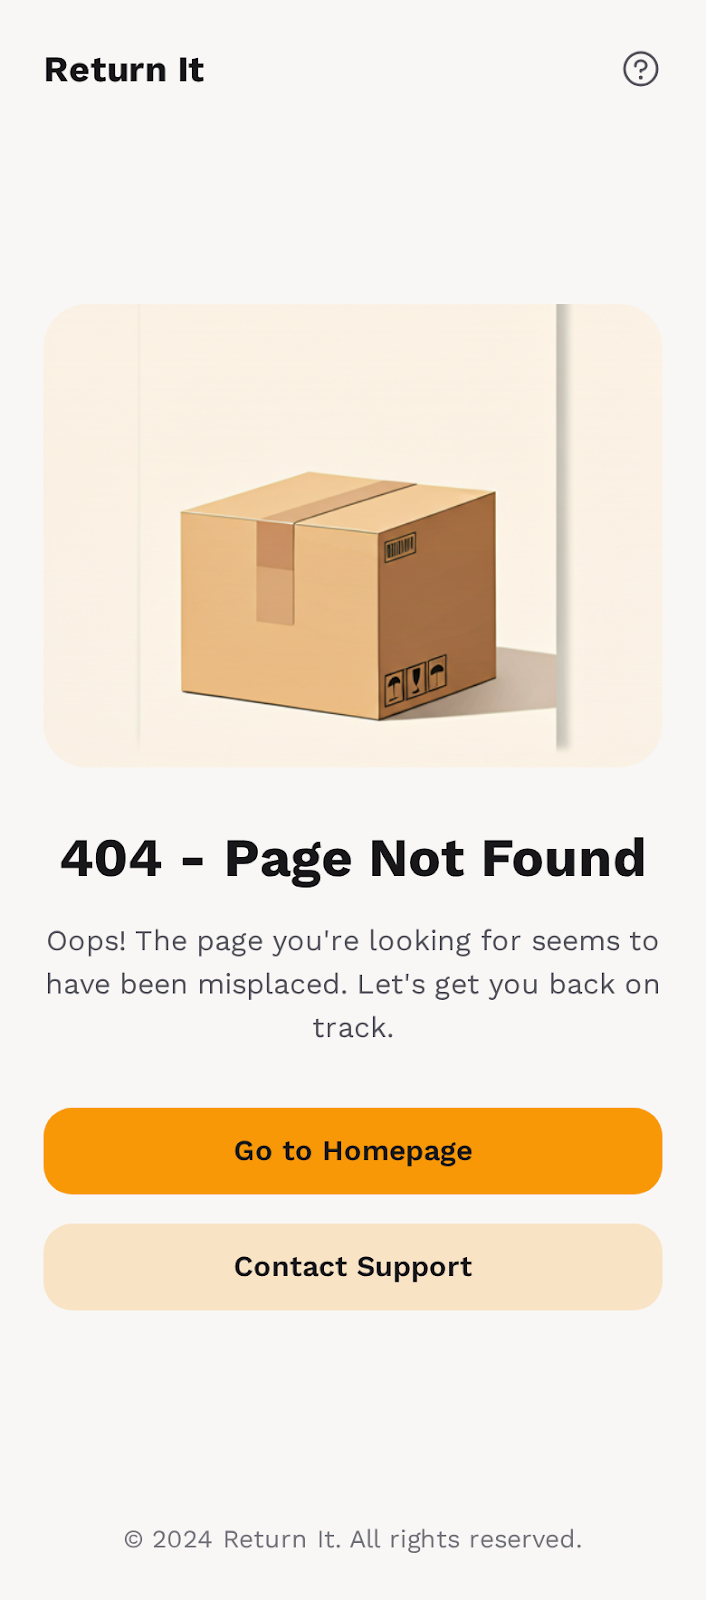 Return It
404 - Page Not Found
Oops! The page you're looking for seems to
have been misplaced. Let's get you back on
track.
Go to Homepage
Contact Support
© 2024 Return It. All rights reserved.